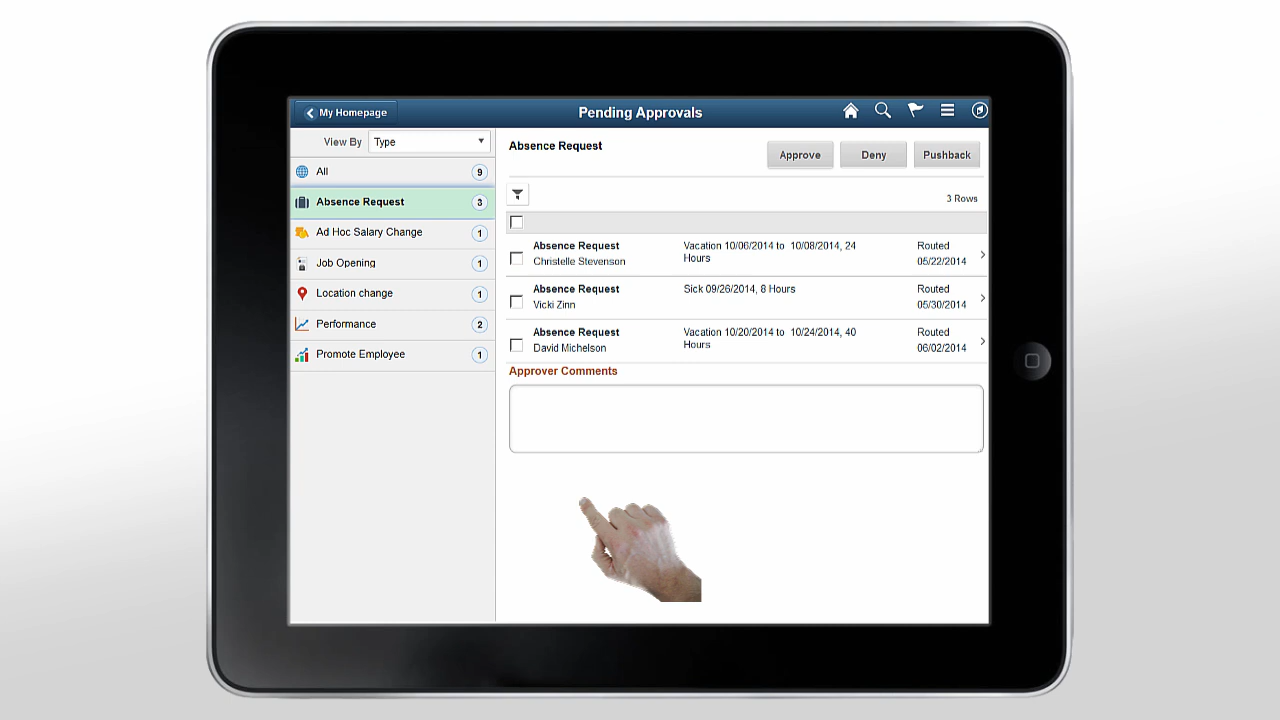 My Homepage
Pending Approvals
View By Type
All 9
Absence Request 3
Ad Hoc Salary Change 1
Job Opening 1
Location change 1
Performance 2
Promote Employee 1
Absence Request
Approve Deny Pushback
3 Rows
Absence Request
Christelle Stevenson
Vacation 10/06/2014 to 10/08/2014, 24
Hours
Routed
05/22/2014
Absence Request
Vicki Zinn
Sick 09/26/2014, 8 Hours
Routed
05/30/2014
Absence Request
David Michelson
Vacation 10/20/2014 to 10/24/2014, 40
Hours
Routed
06/02/2014
Approver Comments